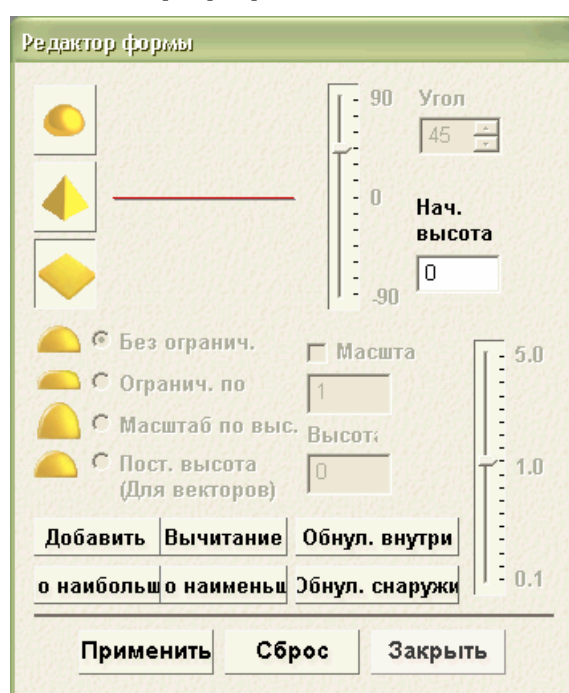 Редактор формы
90
Угол
45
0
Нач.
высота
0
-90
Без огранич.
Масшта
5.0
Огранич. по
1
Масштаб по выс.
Высота
1.0
Пост. высота
(Для векторов)
0
Добавить
Вычитание
Обнул. внутри
о наибольш
о наименьш
Обнул. снаружи
0.1
Применить
Сброс
Закрыть